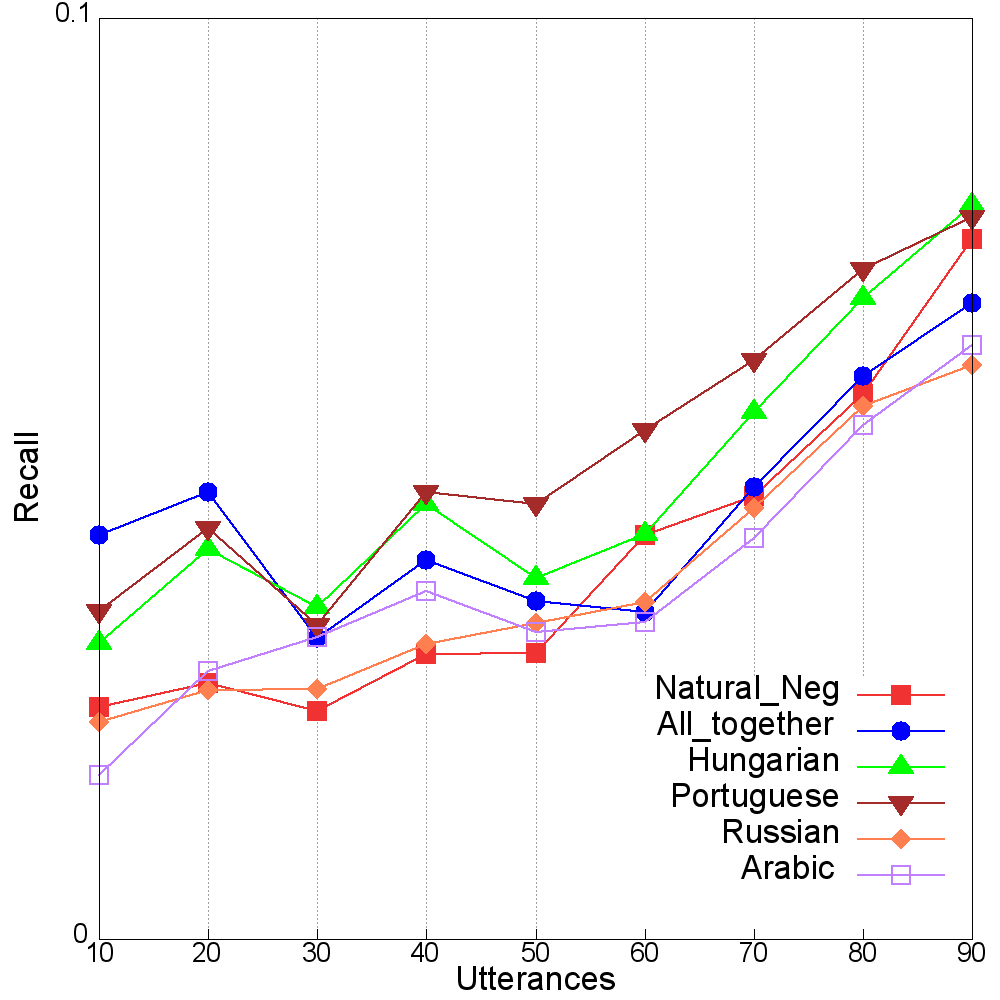 0.1
Recall
Natural_Neg
All_together
Hungarian
Portuguese
Russian
Arabic
0
10 20 30 40 50 60 70 80 90
Utterances